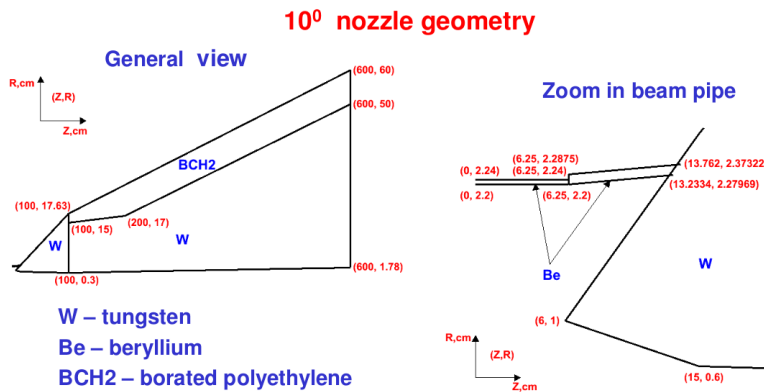 10⁰ nozzle geometry
General view
R,cm
(Z,R)
Z,cm
(600, 60)
(600, 50)
BCH2
(100, 17.63)
(100, 15)
(200, 17)
W
W
(600, 1.78)
(100, 0.3)
W – tungsten
Be – beryllium
BCH2 – borated polyethylene
Zoom in beam pipe
(6.25, 2.2875)
(0, 2.24)
(6.25, 2.24)
(13.762, 2.37322)
(13.2334, 2.27969)
(0, 2.2)
(6.25, 2.2)
Be
W
(6, 1)
R,cm
(Z,R)
Z,cm
(15, 0.6)